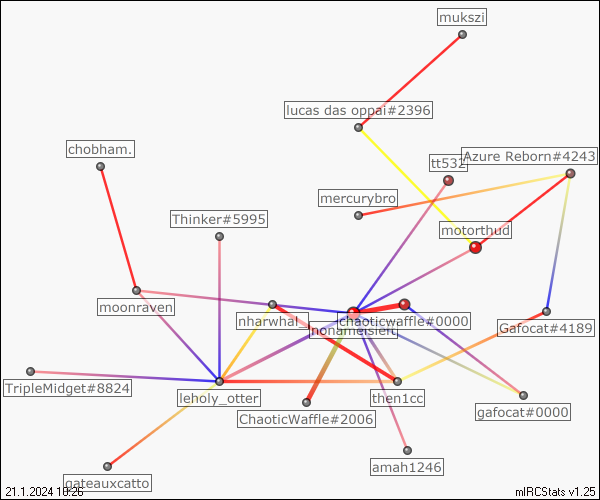 mukszi
lucas das oppai#2396
chobham.
tt532
Azure Reborn#4243
mercurybro
Thinker#5995
motorthud
moonraven
nharwhal
chaoticwaffle#0000
Gafocat#4189
TripleMidget#8824
leholy_otter
then1cc
ChaoticWaffle#2006
gafocat#0000
amah1246
gateauxcatto
21.1.2024 10:26
mIRCStats v1.25